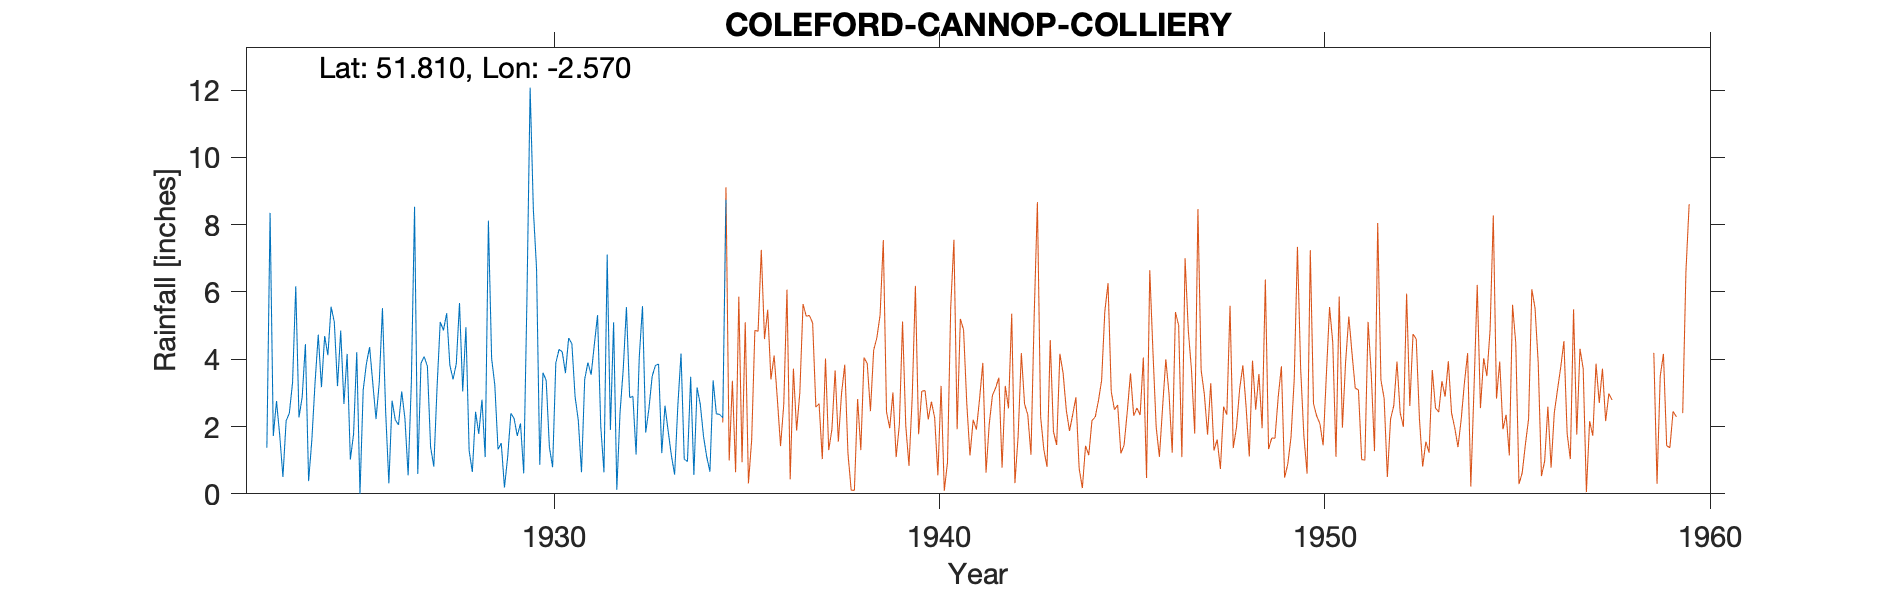 COLEFORD-CANNOP-COLLIERY
Lat: 51.810, Lon: -2.570
12
10
8
6
4
2
0
Rainfall [inches]
1930 1940 1950 1960
Year